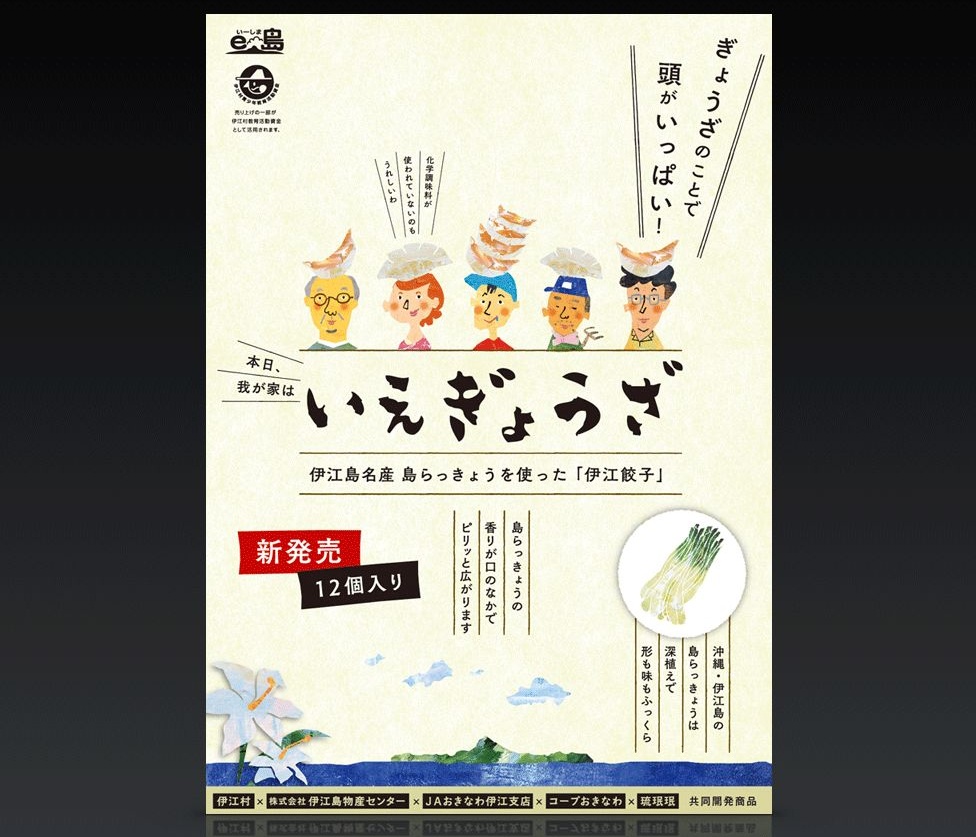 いーしま
e島
売り上げの一部が
伊江村教育活動資金
として活用されます。
ぎょうざのことで
頭がいっぱい！
化学調味料が
使われていないのも
うれしいわ
本日、
我が家は
いえぎょうざ
伊江島名産 島らっきょうを使った「伊江餃子」
新発売
12個入り
島らっきょうの
香りが口のなかで
ピリッと広がります
沖縄・伊江島の
島らっきょうは
深植えで
形も味もふっくら
伊江村×株式会社 伊江島物産センター×JAおきなわ伊江支店×コープおきなわ×琉珉珉 共同開発商品